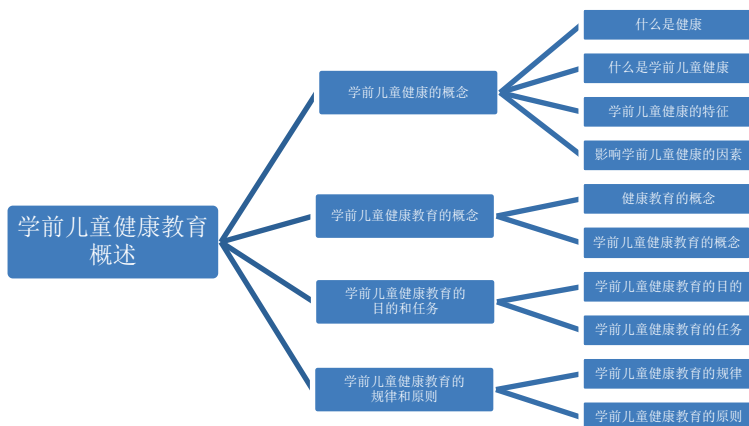 学前儿童健康教育
概述
学前儿童健康的概念
什么是健康
什么是学前儿童健康
学前儿童健康的特征
影响学前儿童健康的因素
学前儿童健康教育的概念
健康教育的概念
学前儿童健康教育的概念
学前儿童健康教育的
目的和任务
学前儿童健康教育的目的
学前儿童健康教育的任务
学前儿童健康教育的
规律和原则
学前儿童健康教育的规律
学前儿童健康教育的原则